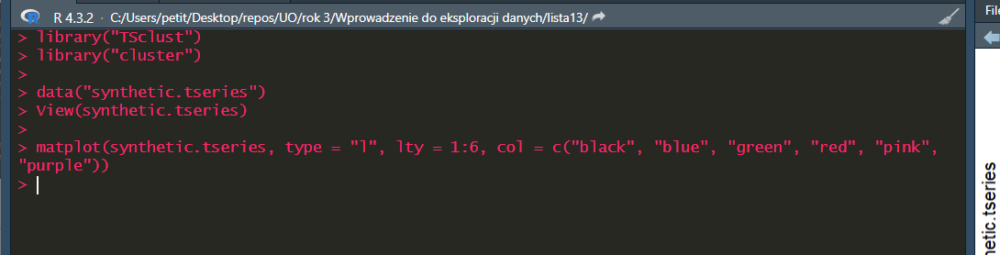 R 4.3.2 · C:/Users/petit/Desktop/repos/UO/rok 3/Wprowadzenie do eksploracji danych/lista13/
> library("TSclust")
> library("cluster")
>
> data("synthetic.tseries")
> View(synthetic.tseries)
>
> matplot(synthetic.tseries, type = "l", lty = 1:6, col = c("black", "blue", "green", "red", "pink",
"purple"))
>
File
hetic.tseries